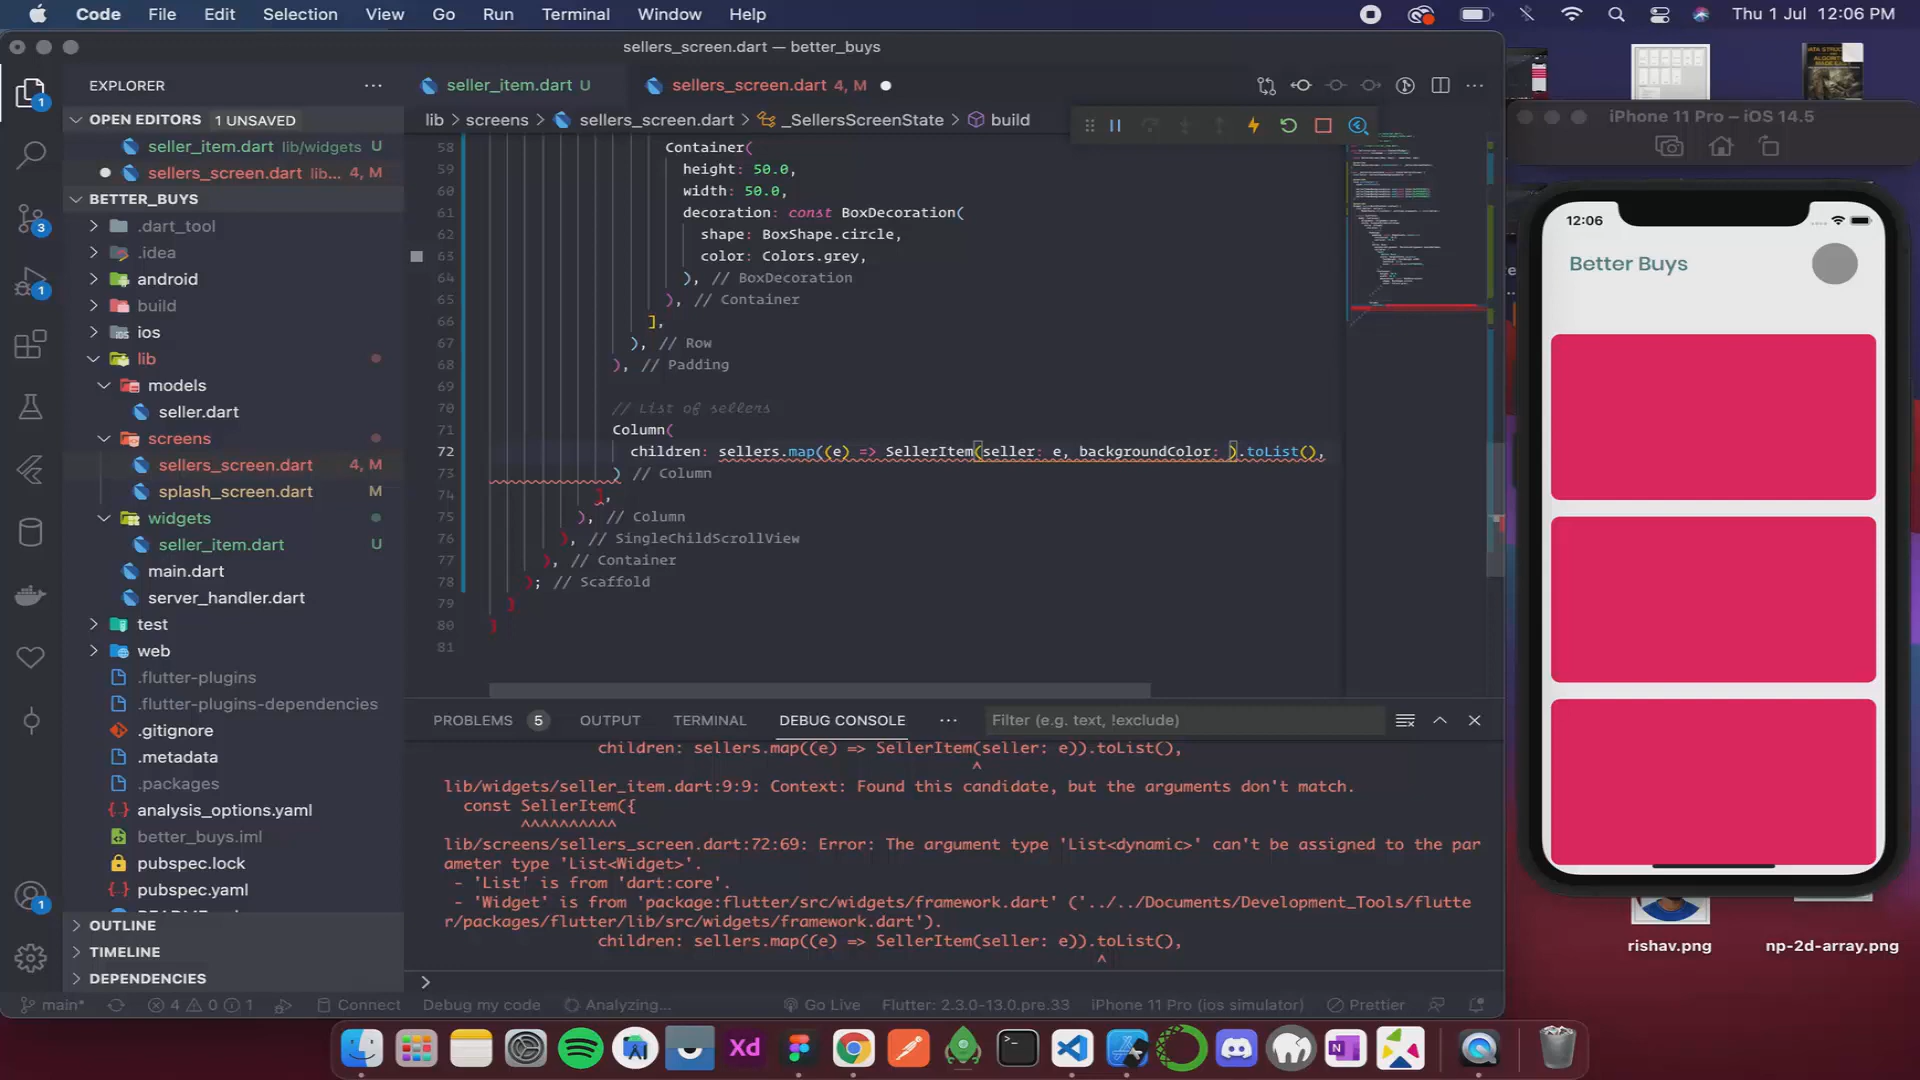 Code File Edit Selection View Go Run Terminal Window Help
Thu 1 Jul 12:06 PM
sellers_screen.dart — better_buys
EXPLORER
OPEN EDITORS 1 UNSAVED
seller_item.dart lib/widgets U
sellers_screen.dart lib... 4, M
BETTER_BUYS
.dart_tool
.idea
android
build
ios
lib
models
seller.dart
screens
sellers_screen.dart 4, M
splash_screen.dart M
widgets
seller_item.dart U
main.dart
server_handler.dart
test
web
.flutter-plugins
.flutter-plugins-dependencies
.gitignore
.metadata
.packages
analysis_options.yaml
better_buys.iml
pubspec.lock
pubspec.yaml
OUTLINE
TIMELINE
DEPENDENCIES
1
3
1
1
seller_item.dart U
sellers_screen.dart 4, M
lib > screens > sellers_screen.dart > _SellersScreenState > build
58 Container(
59 height: 50.0,
60 width: 50.0,
61 decoration: const BoxDecoration(
62 shape: BoxShape.circle,
63 color: Colors.grey,
64 ), // BoxDecoration
65 ), // Container
66 ],
67 ), // Row
68 ), // Padding
69
70 // List of sellers
71 Column(
72 children: sellers.map((e) => SellerItem(seller: e, backgroundColor: ).toList(),
73 ) // Column
74 ],
75 ), // Column
76 ), // SingleChildScrollView
77 ), // Container
78 ); // Scaffold
79 }
80 }
81
PROBLEMS 5 OUTPUT TERMINAL DEBUG CONSOLE ··· Filter (e.g. text, !exclude)
children: sellers.map((e) => SellerItem(seller: e)).toList(),
^
lib/widgets/seller_item.dart:9:9: Context: Found this candidate, but the arguments don't match.
const SellerItem({
^^^^^^^^^^
lib/screens/sellers_screen.dart:72:69: Error: The argument type 'List<dynamic>' can't be assigned to the par
ameter type 'List<Widget>'.
- 'List' is from 'dart:core'.
- 'Widget' is from 'package:flutter/src/widgets/framework.dart' ('../../Documents/Development_Tools/flutte
r/packages/flutter/lib/src/widgets/framework.dart').
children: sellers.map((e) => SellerItem(seller: e)).toList(),
^
>
main* 4 0 1 Connect Debug my code Analyzing... Go Live Flutter: 2.3.0-13.0.pre.33 iPhone 11 Pro (ios simulator) Prettier
iPhone 11 Pro – iOS 14.5
12:06
Better Buys
rishav.png
np-2d-array.png
Xd